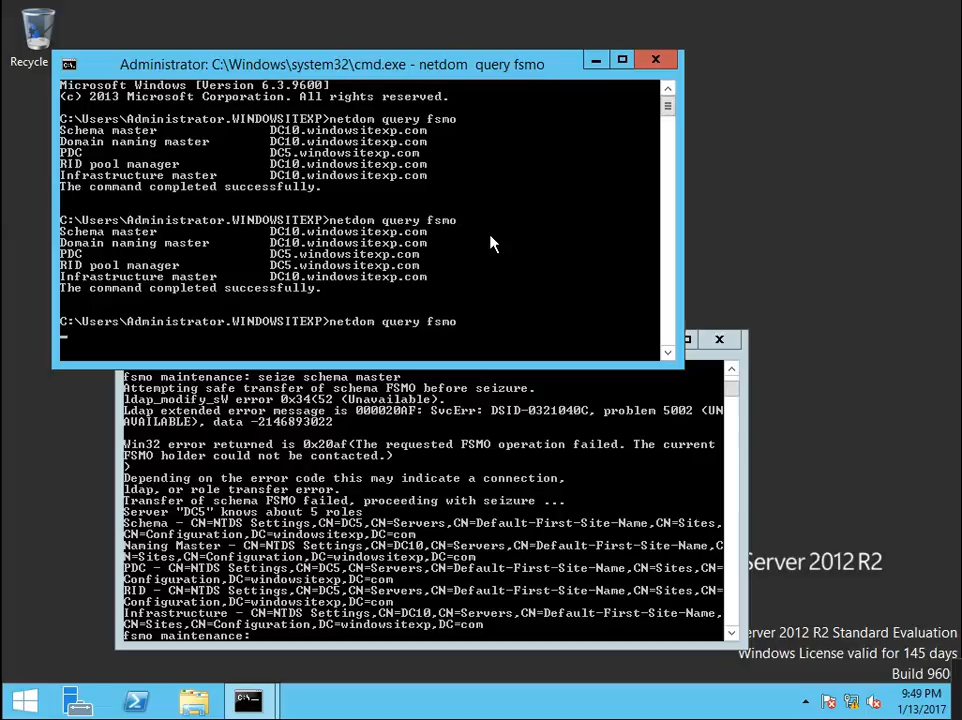 Recycle
Administrator: C:\Windows\system32\cmd.exe - netdom  query fsmo
Microsoft Windows [Version 6.3.9600]
(c) 2013 Microsoft Corporation. All rights reserved.
C:\Users\Administrator.WINDOWSITEXP>netdom query fsmo
Schema master               DC10.windowsitexp.com
Domain naming master        DC10.windowsitexp.com
PDC                         DC5.windowsitexp.com
RID pool manager            DC10.windowsitexp.com
Infrastructure master       DC10.windowsitexp.com
The command completed successfully.
C:\Users\Administrator.WINDOWSITEXP>netdom query fsmo
Schema master               DC10.windowsitexp.com
Domain naming master        DC10.windowsitexp.com
PDC                         DC5.windowsitexp.com
RID pool manager            DC5.windowsitexp.com
Infrastructure master       DC10.windowsitexp.com
The command completed successfully.
C:\Users\Administrator.WINDOWSITEXP>netdom query fsmo
fsmo maintenance: seize schema master
Attempting safe transfer of schema FSMO before seizure.
ldap_modify_sW error 0x34(52 (Unavailable).
Ldap extended error message is 000020AF: SvcErr: DSID-0321040C, problem 5002 (UN
AVAILABLE), data -2146893022
Win32 error returned is 0x20af(The requested FSMO operation failed. The current
FSMO holder could not be contacted.)
)
Depending on the error code this may indicate a connection,
ldap, or role transfer error.
Transfer of schema FSMO failed, proceeding with seizure ...
Server "DC5" knows about 5 roles
Schema - CN=NTDS Settings,CN=DC5,CN=Servers,CN=Default-First-Site-Name,CN=Sites,
CN=Configuration,DC=windowsitexp,DC=com
Naming Master - CN=NTDS Settings,CN=DC10,CN=Servers,CN=Default-First-Site-Name,C
N=Sites,CN=Configuration,DC=windowsitexp,DC=com
PDC - CN=NTDS Settings,CN=DC5,CN=Servers,CN=Default-First-Site-Name,CN=Sites,CN=
Configuration,DC=windowsitexp,DC=com
RID - CN=NTDS Settings,CN=DC5,CN=Servers,CN=Default-First-Site-Name,CN=Sites,CN=
Configuration,DC=windowsitexp,DC=com
Infrastructure - CN=NTDS Settings,CN=DC10,CN=Servers,CN=Default-First-Site-Name,
CN=Sites,CN=Configuration,DC=windowsitexp,DC=com
fsmo maintenance:
Server 2012 R2
erver 2012 R2 Standard Evaluation
Windows License valid for 145 days
Build 960
9:49 PM
1/13/2017